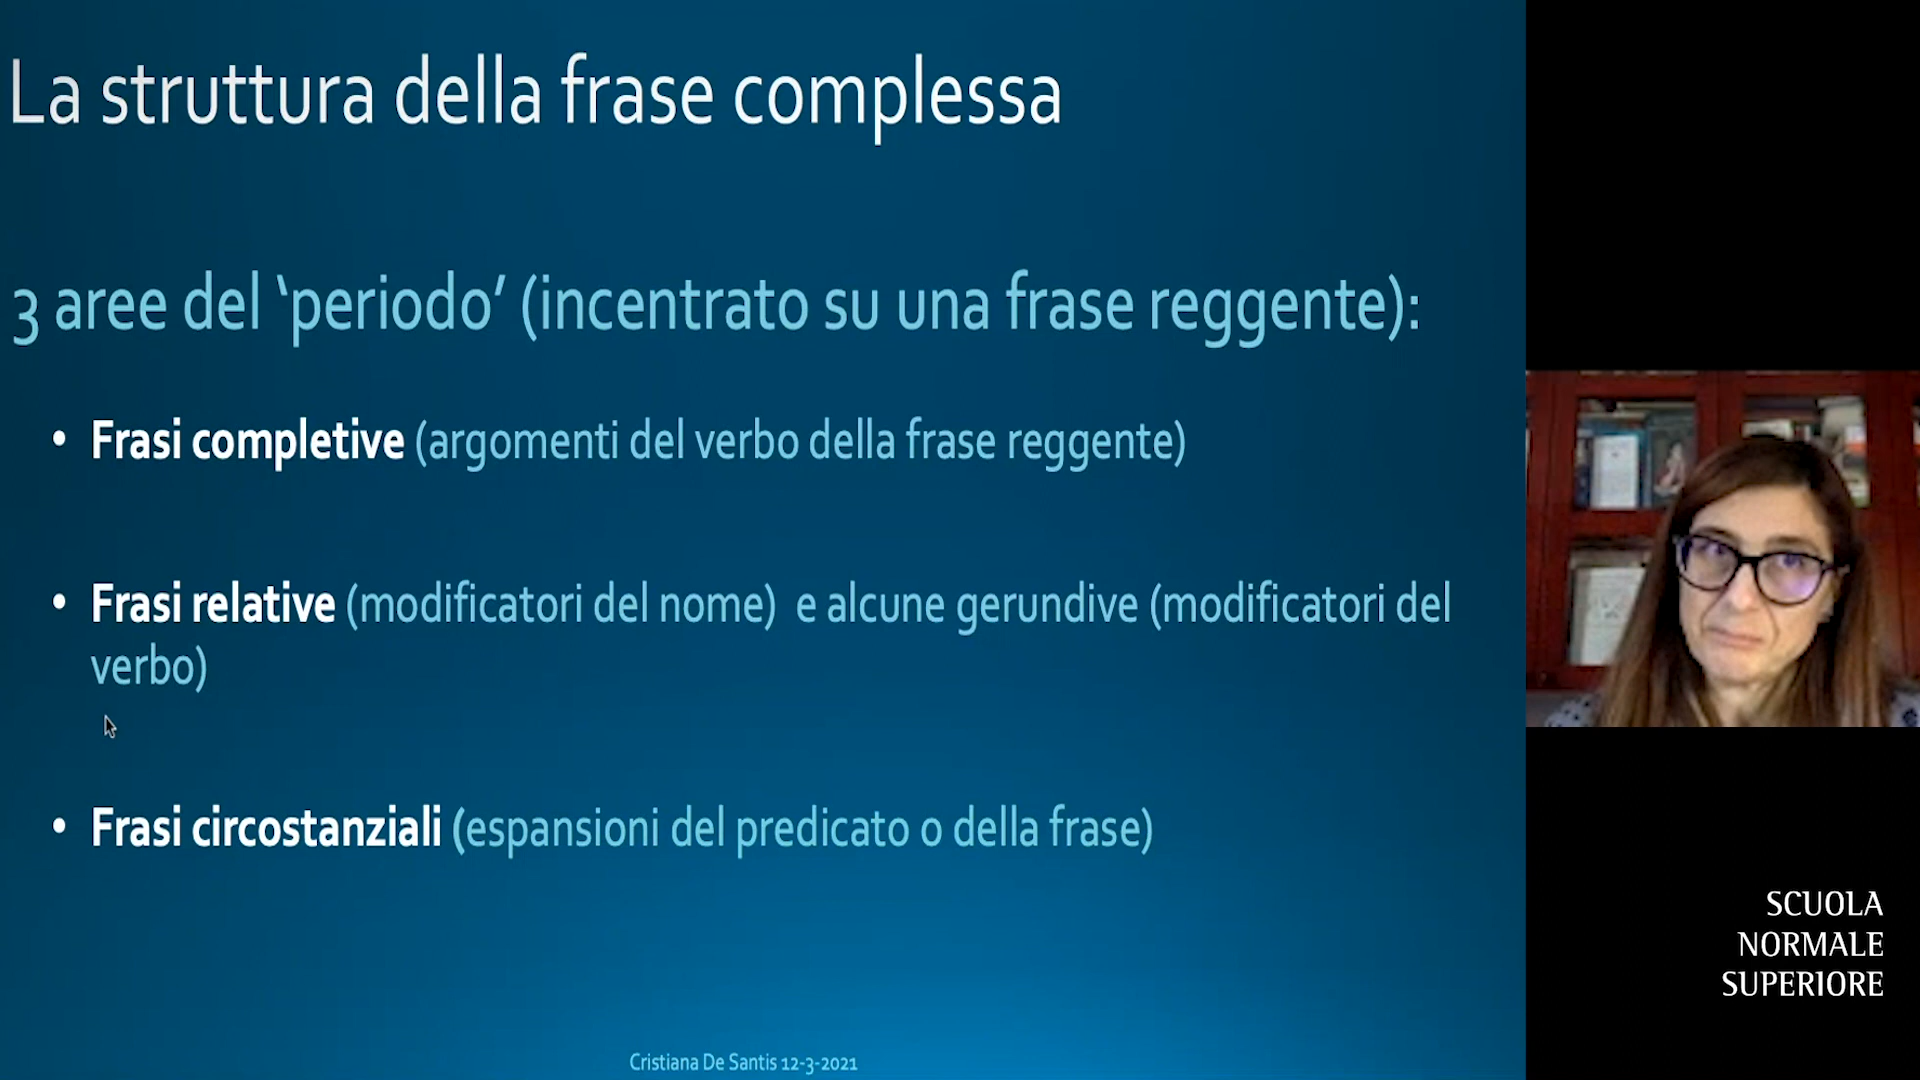 La struttura della frase complessa
3 aree del ‘periodo’ (incentrato su una frase reggente):
• Frasi completive (argomenti del verbo della frase reggente)
• Frasi relative (modificatori del nome) e alcune gerundive (modificatori del
verbo)
• Frasi circostanziali (espansioni del predicato o della frase)
Cristiana De Santis 12-3-2021
SCUOLA
NORMALE
SUPERIORE